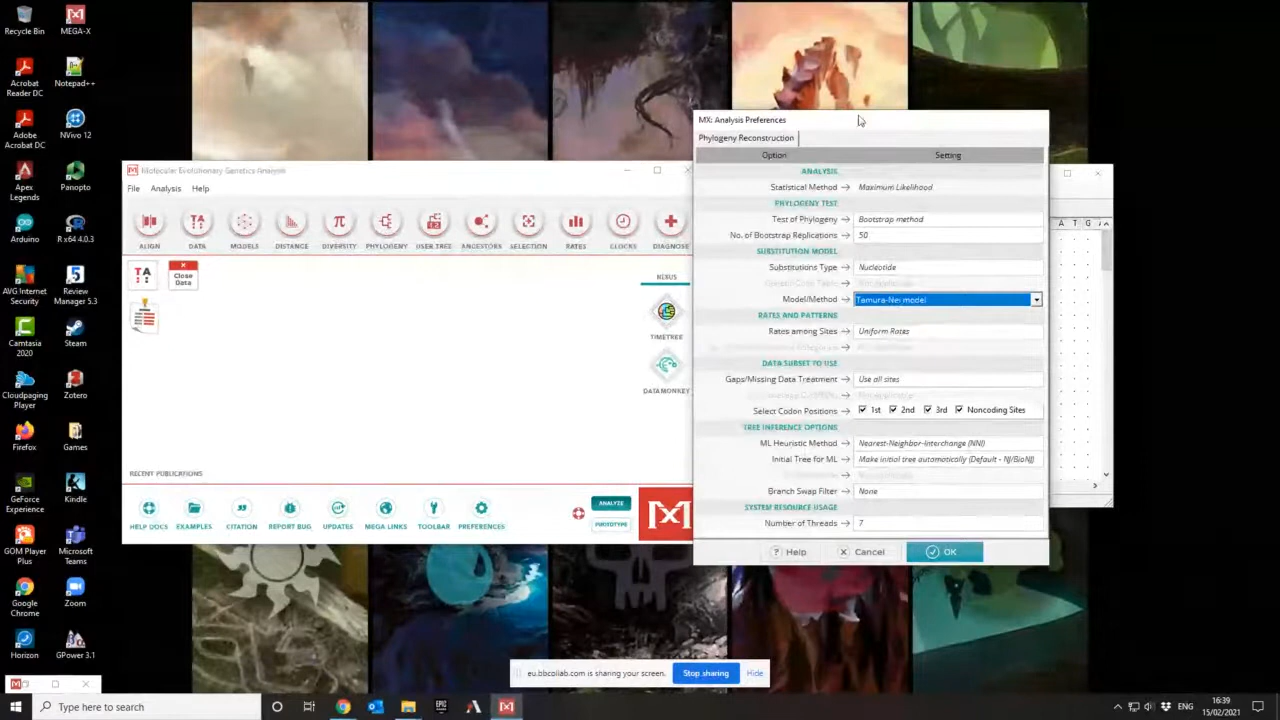 Recycle Bin
MEGA-X
Acrobat Reader DC
Notepad++
Adobe Acrobat DC
NVivo 12
Apex Legends
Panopto
Arduino
R x64 4.0.3
AVG Internet Security
Review Manager 5.3
Camtasia 2020
Steam
Cloudpaging Player
Zotero
Firefox
Games
GeForce Experience
Kindle
GOM Player Plus
Microsoft Teams
Google Chrome
Zoom
Horizon
GPower 3.1
Molecular Evolutionary Genetics Analysis
File Analysis Help
ALIGN DATA MODELS DISTANCE DIVERSITY PHYLOGENY USER TREE ANCESTORS SELECTION RATES CLOCKS DIAGNOSE
TA
Close Data
NEXUS
TIMETREE
DATAMONKEY
RECENT PUBLICATIONS
HELP DOCS EXAMPLES CITATION REPORT BUG UPDATES MEGA LINKS TOOLBAR PREFERENCES
ANALYZE
PROTOTYPE
MX: Analysis Preferences
Phylogeny Reconstruction
Option Setting
ANALYSIS
Statistical Method → Maximum Likelihood
PHYLOGENY TEST
Test of Phylogeny → Bootstrap method
No. of Bootstrap Replications → 50
SUBSTITUTION MODEL
Substitutions Type → Nucleotide
Model/Method → Tamura-Nei model
RATES AND PATTERNS
Rates among Sites → Uniform Rates
DATA SUBSET TO USE
Gaps/Missing Data Treatment → Use all sites
Select Codon Positions → 1st 2nd 3rd Noncoding Sites
TREE INFERENCE OPTIONS
ML Heuristic Method → Nearest-Neighbor-Interchange (NNI)
Initial Tree for ML → Make initial tree automatically (Default - NJ/BioNJ)
Branch Swap Filter → None
SYSTEM RESOURCE USAGE
Number of Threads → 7
? Help Cancel OK
A T G
eu.bbcollab.com is sharing your screen. Stop sharing Hide
Type here to search
EPIC
ENG
16:39
15/02/2021